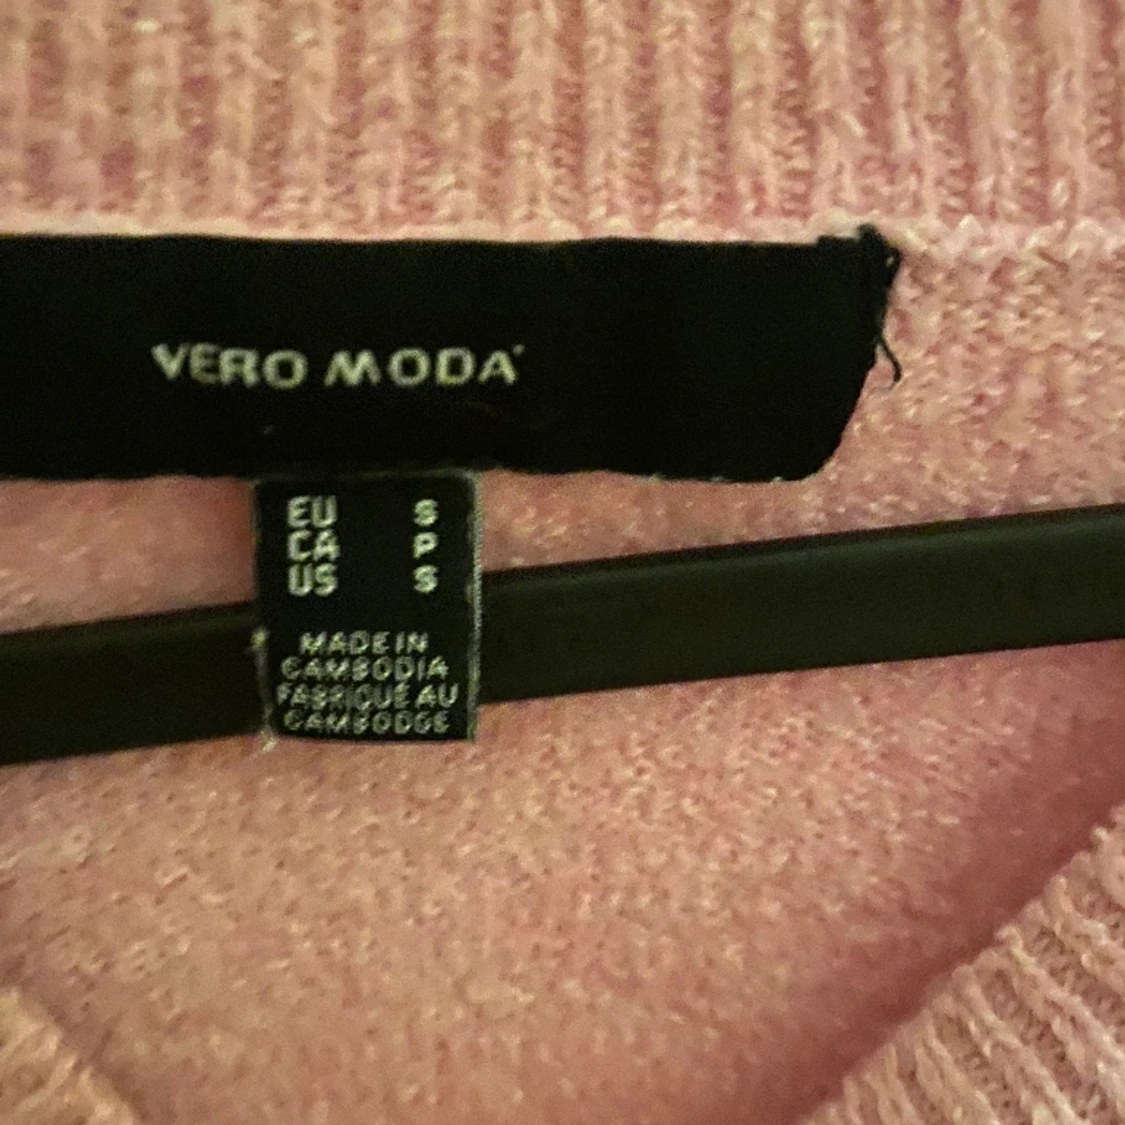 VERO MODA
EU S
CA P
US S
MADE IN
CAMBODIA
FABRIQUÉ AU
CAMBODGE